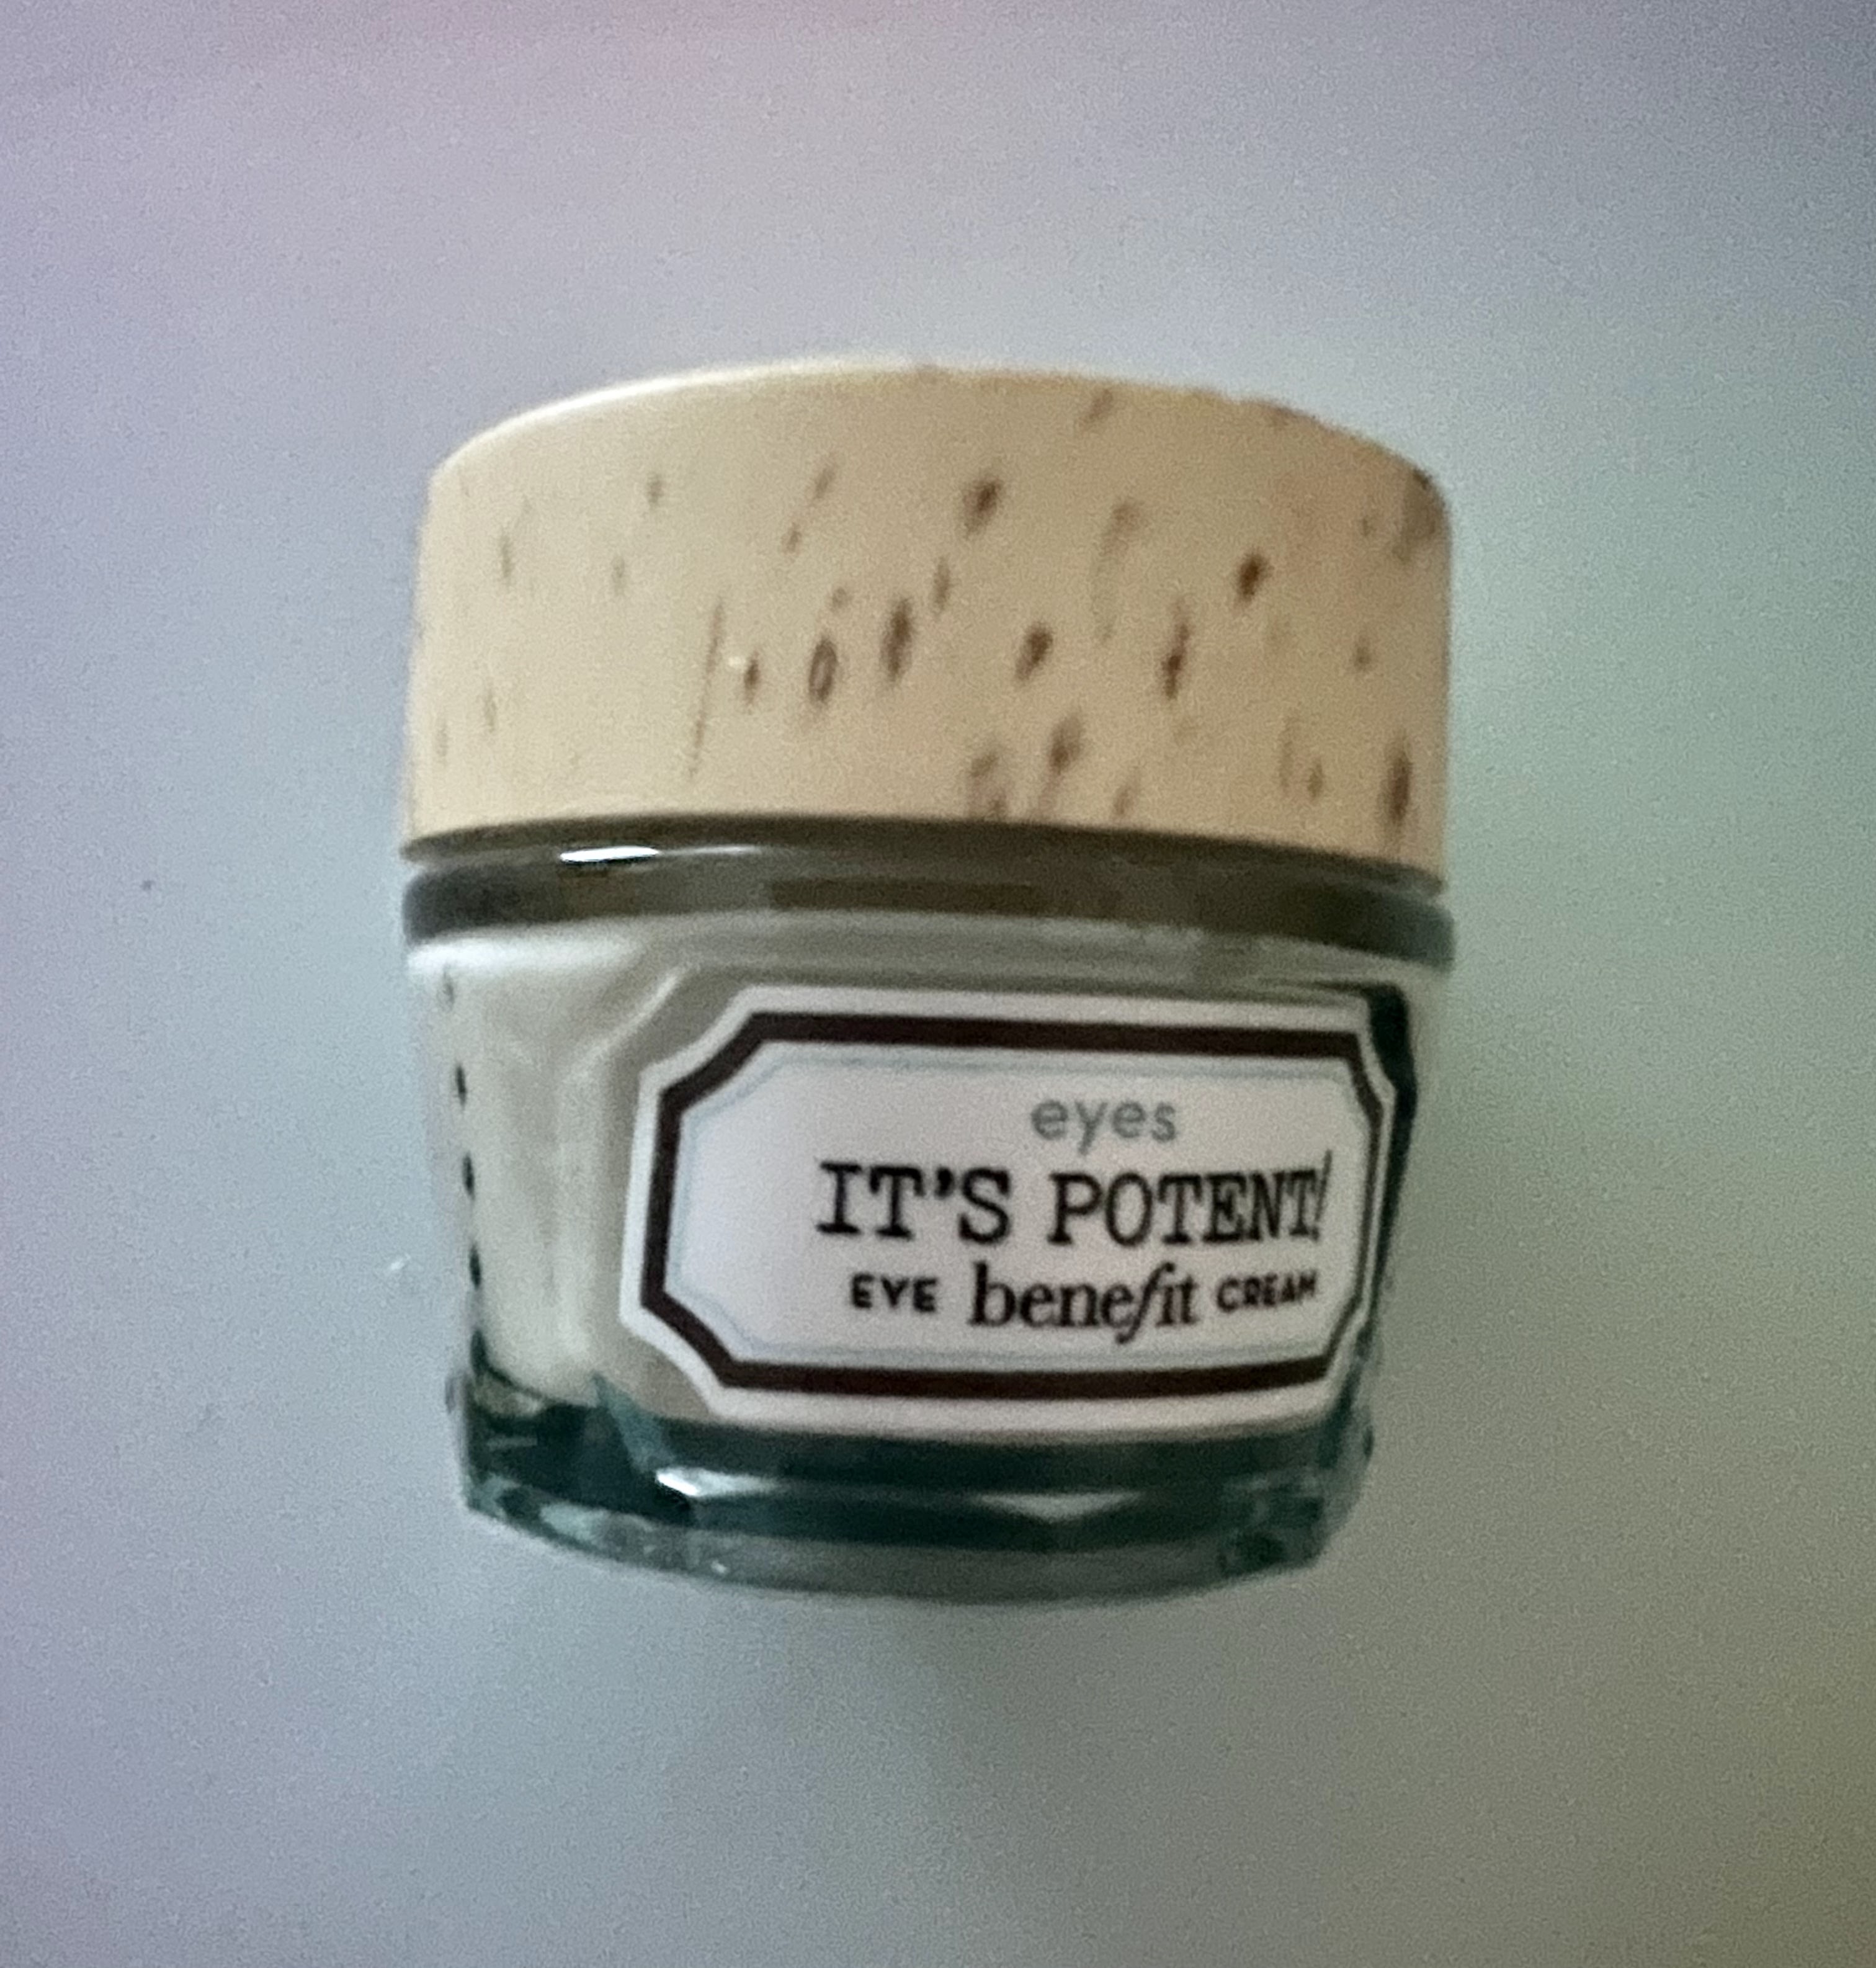 eyes
IT'S POTENT!
EYE benefit CREAM